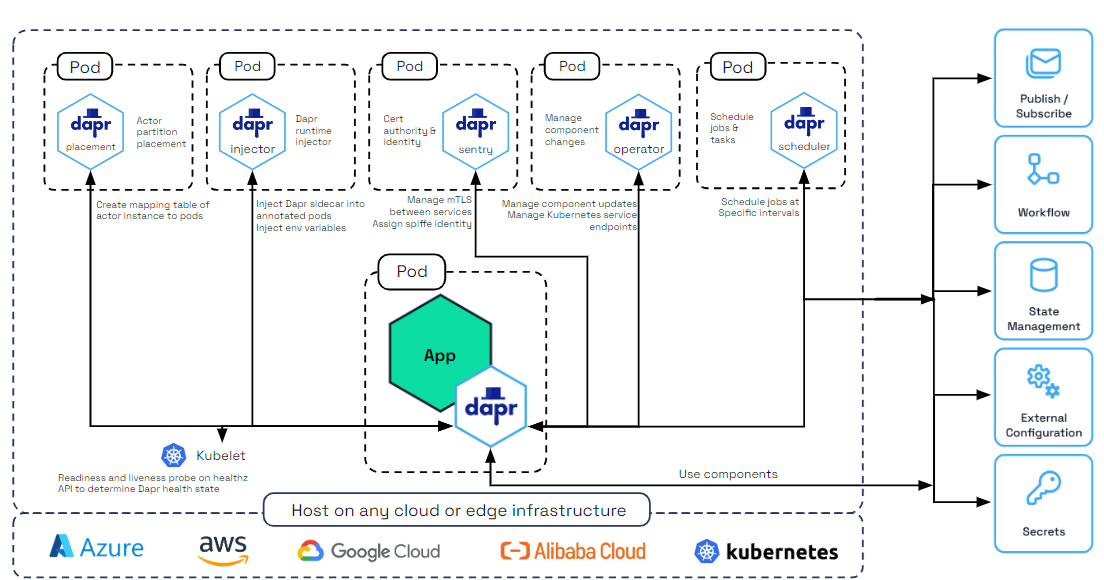 Pod
dapr
placement
Actor
partition
placement
Pod
dapr
injector
Dapr
runtime
injector
Pod
Cert
authority &
identity
dapr
sentry
Pod
Manage
component
changes
dapr
operator
Pod
Schedule
jobs &
tasks
dapr
scheduler
Create mapping table of
actor instance to pods
Inject Dapr sidecar into
annotated pods
Inject env variables
Manage mTLS
between services
Assign spiffe identity
Manage component updates
Manage Kubernetes service
endpoints
Schedule jobs at
Specific intervals
Pod
App
dapr
Kubelet
Readiness and liveness probe on healthz
API to determine Dapr health state
Use components
Publish /
Subscribe
Workflow
State
Management
External
Configuration
Secrets
Host on any cloud or edge infrastructure
Azure
aws
Google Cloud
Alibaba Cloud
kubernetes